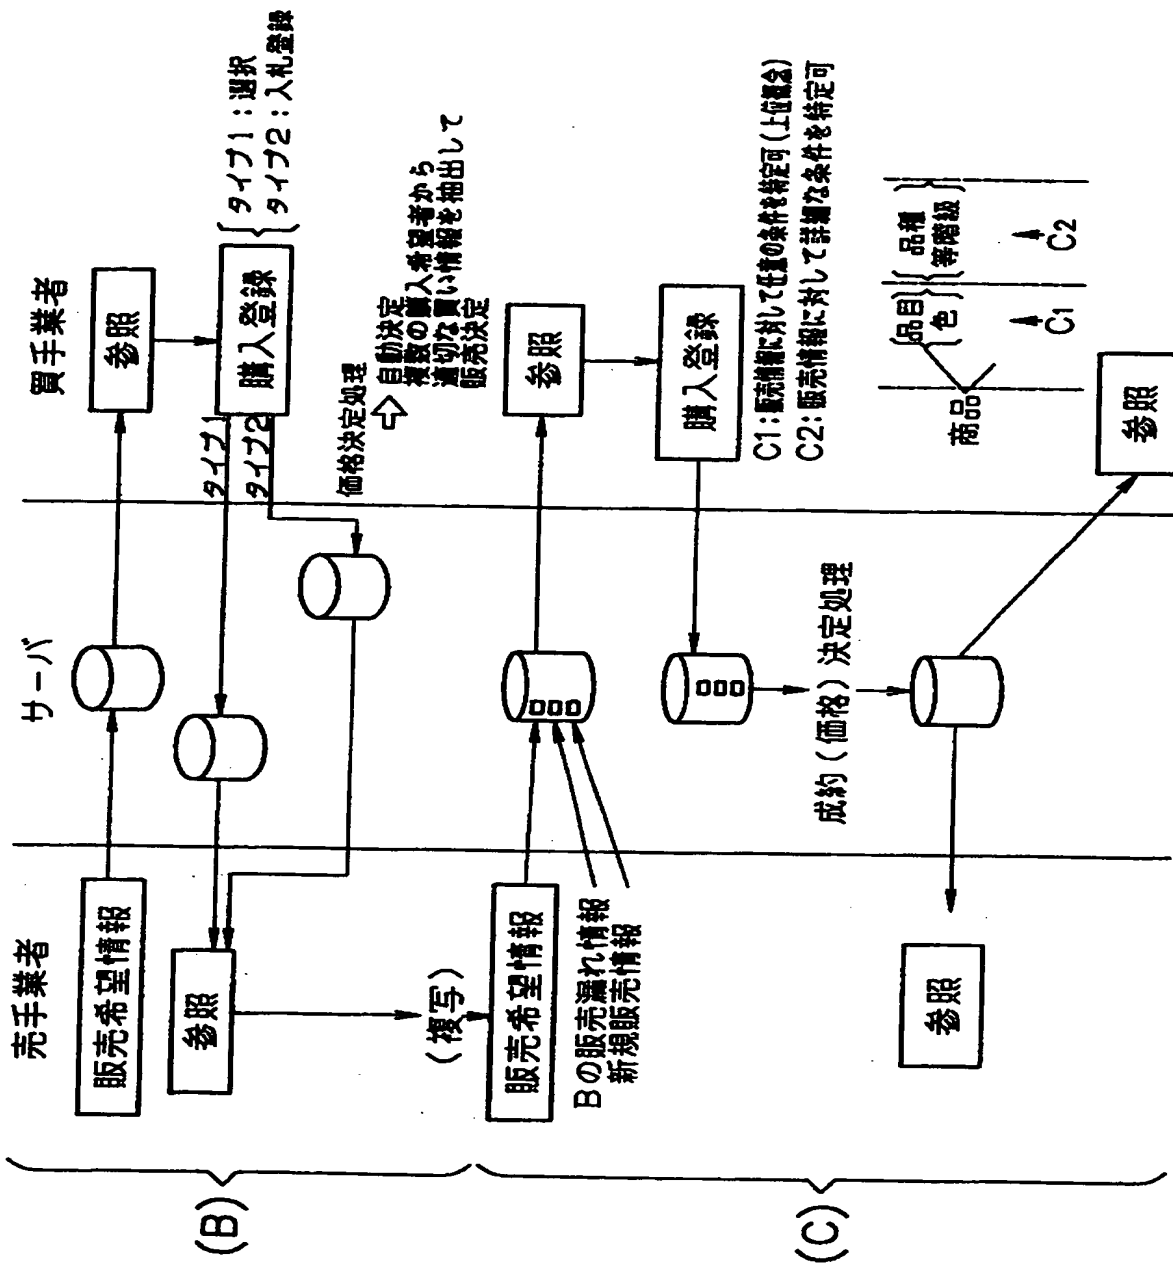 売手業者
サーバ
買手業者
(B)
販売希望情報
参照
購入登録
タイプ1：選択
タイプ2：入札登録
タイプ1
タイプ2
参照
価格決定処理
自動決定
複数の購入希望者から
適切な買い情報を抽出して
販売決定
(複写)
(C)
販売希望情報
参照
Bの販売漏れ情報
新規販売情報
購入登録
C1：販売情報に対して任意の条件を特定可(上位概念)
C2：販売情報に対して詳細な条件を特定可
成約(価格)決定処理
商品
品目
色
品種
等階級
C1
C2
参照
参照